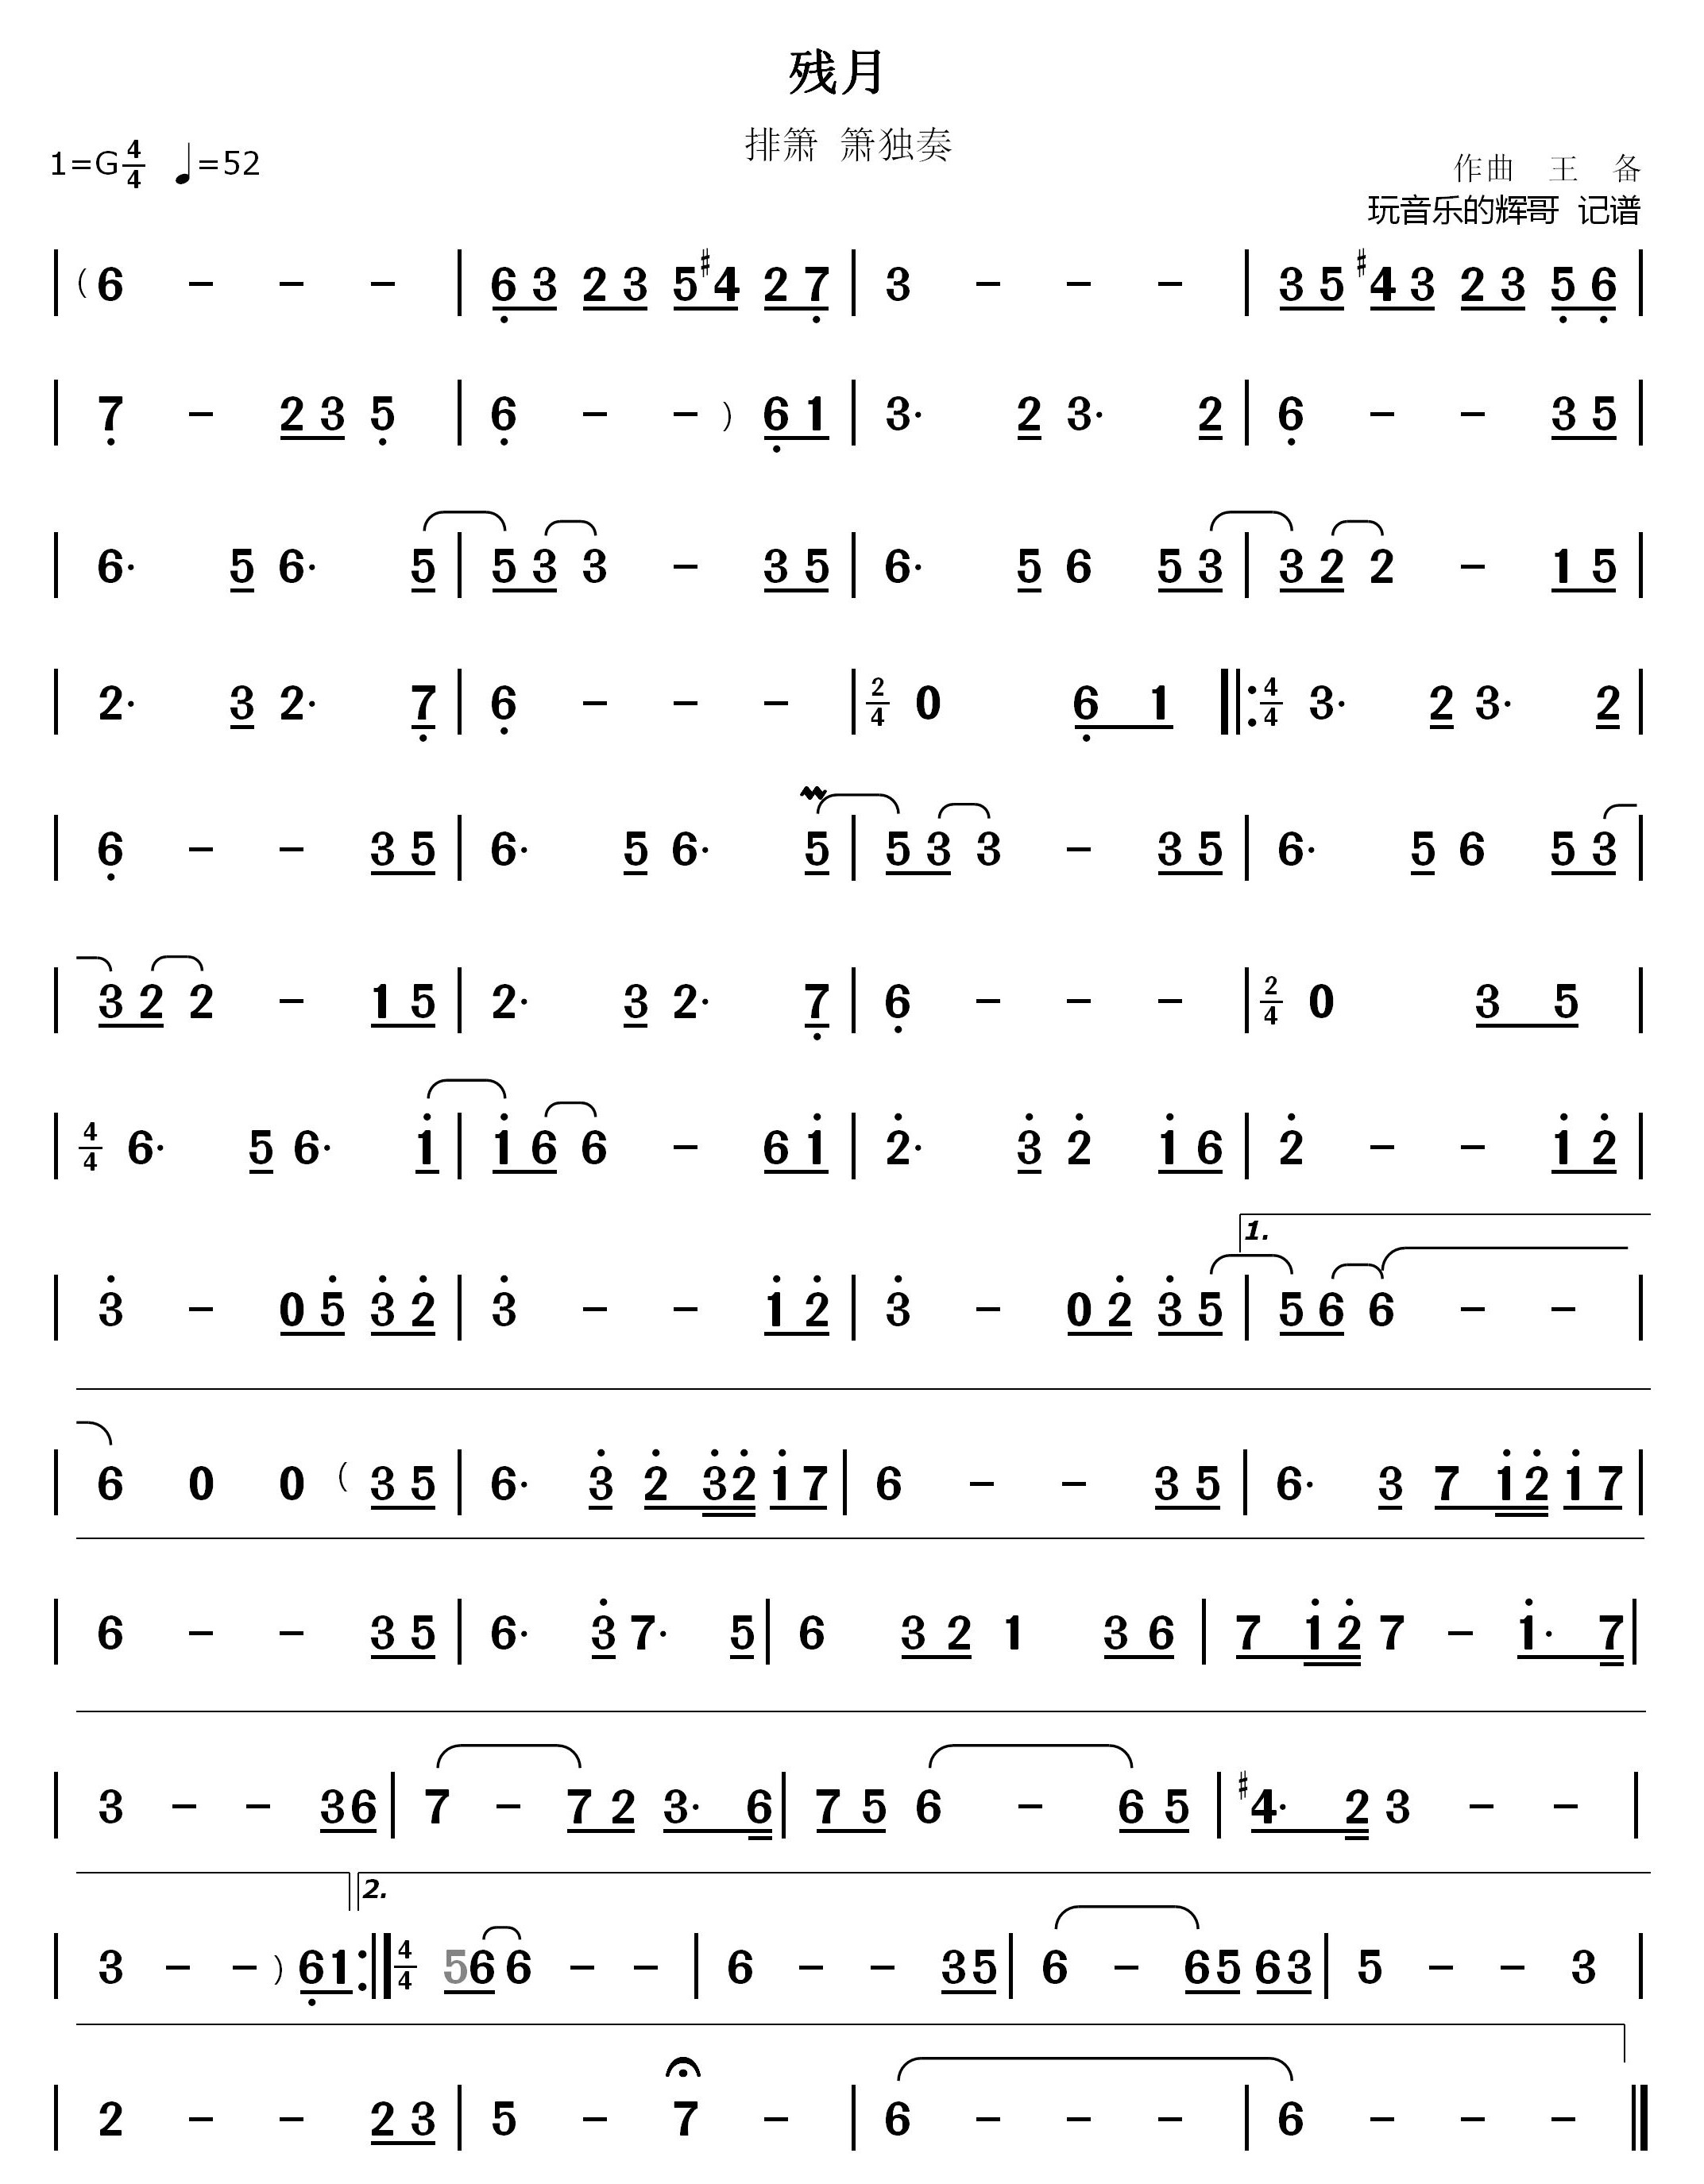 残月
排箫 箫独奏
1=G 4/4 ♩=52
作曲 王 备
玩音乐的辉哥 记谱
| ( 6 - - - | 6̣ 3 2 3 5 #4 2 7̣ | 3 - - - | 3 5 #4 3 2 3 5̣ 6̣ |
| 7̣ - 2 3 5̣ | 6̣ - - ) 6̣ 1 | 3· 2 3· 2 | 6̣ - - 3 5 |
| 6· 5 6· 5 | 5 3 3 - 3 5 | 6· 5 6 5 3 | 3 2 2 - 1 5 |
| 2· 3 2· 7̣ | 6̣ - - - | 2/4 0 6̣ 1 ‖: 4/4 3· 2 3· 2 |
| 6̣ - - 3 5 | 6· 5 6· 5 | 5 3 3 - 3 5 | 6· 5 6 5 3 |
| 3 2 2 - 1 5 | 2· 3 2· 7̣ | 6̣ - - - | 2/4 0 3 5 |
| 4/4 6· 5 6· 1̇ | 1̇ 6 6 - 6 1̇ | 2̇· 3̇ 2̇ 1̇ 6 | 2̇ - - 1̇ 2̇ |
1.
| 3̇ - 0 5̇ 3̇ 2̇ | 3̇ - - 1̇ 2̇ | 3̇ - 0 2̇ 3̇ 5 | 5 6 6 - - |
| 6 0 0 ( 3 5 | 6· 3̇ 2̇ 3̇ 2̇ 1̇ 7 | 6 - - 3 5 | 6· 3 7 1̇ 2̇ 1̇ 7 |
| 6 - - 3 5 | 6· 3̇ 7· 5 | 6 3 2 1 3 6 | 7 1̇ 2̇ 7 - 1̇· 7 |
| 3 - - 3 6 | 7 - 7 2 3· 6 | 7 5 6 - 6 5 | #4· 2 3 - - |
2.
| 3 - - ) 6̣ 1 :‖ 4/4 5 6 6 - - | 6 - - 3 5 | 6 - 6 5 6 3 | 5 - - 3 |
| 2 - - 2 3 | 5 - 7 - | 6 - - - | 6 - - - ‖